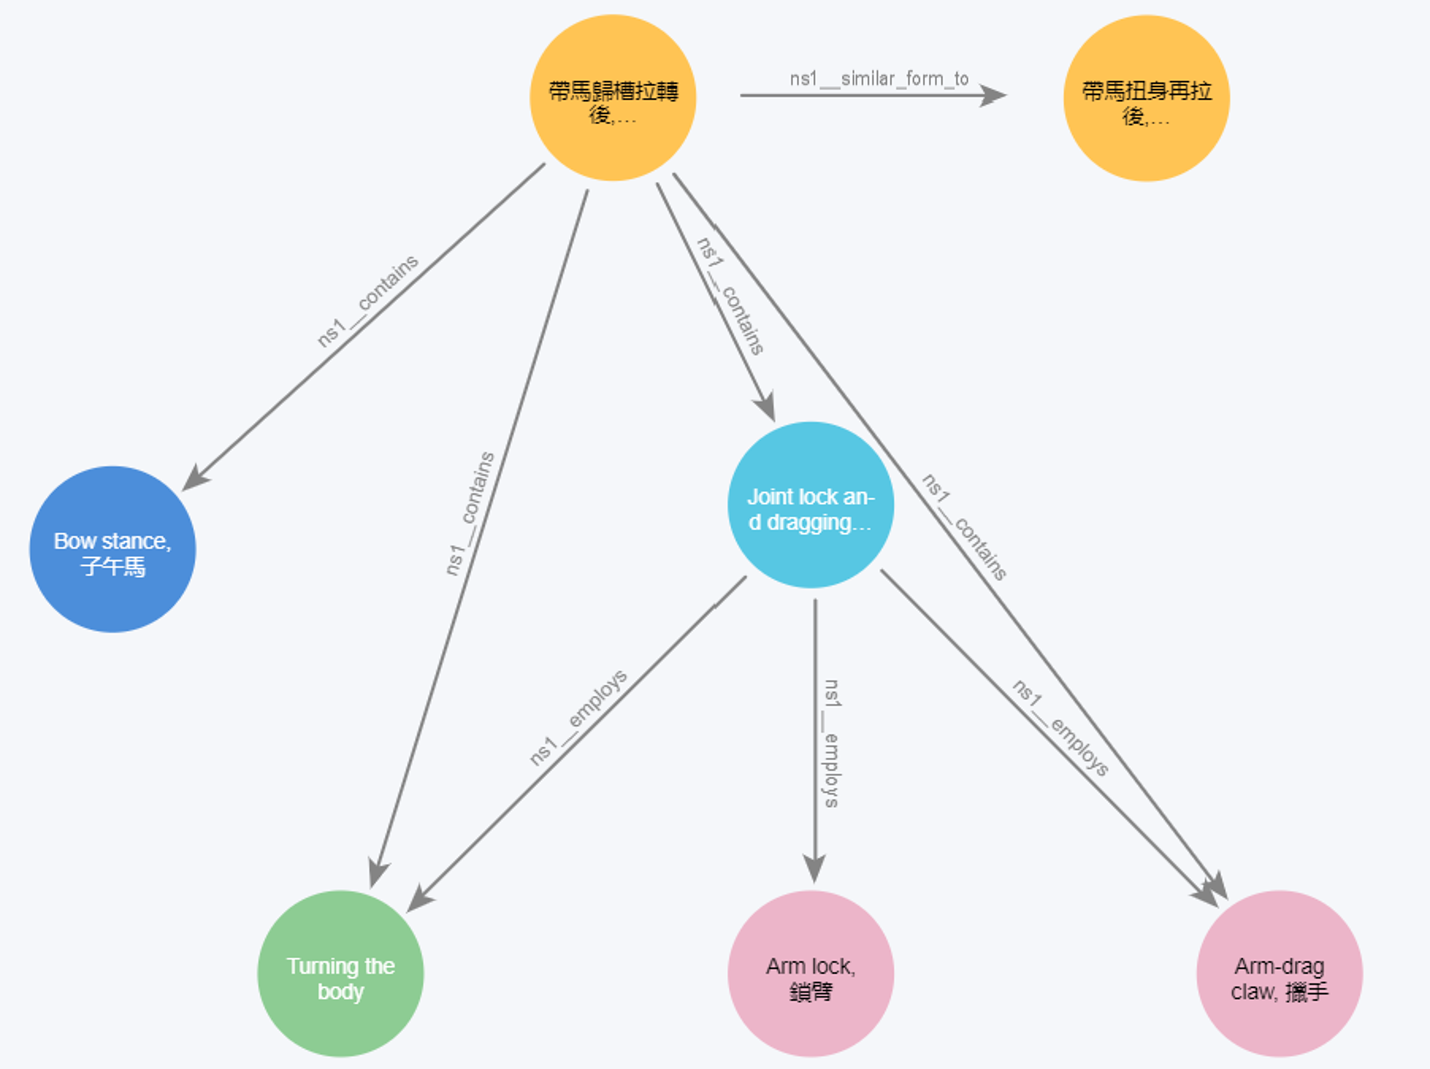 帶馬歸槽拉轉
後,...
ns1__similar_form_to
帶馬扭身再拉
後,...
ns1__contains
ns1__contains
ns1__contains
ns1__contains
Bow stance,
子午馬
Joint lock an-
d dragging...
ns1__employs
ns1__employs
ns1__employs
Turning the
body
Arm lock,
鎖臂
Arm-drag
claw, 擸手